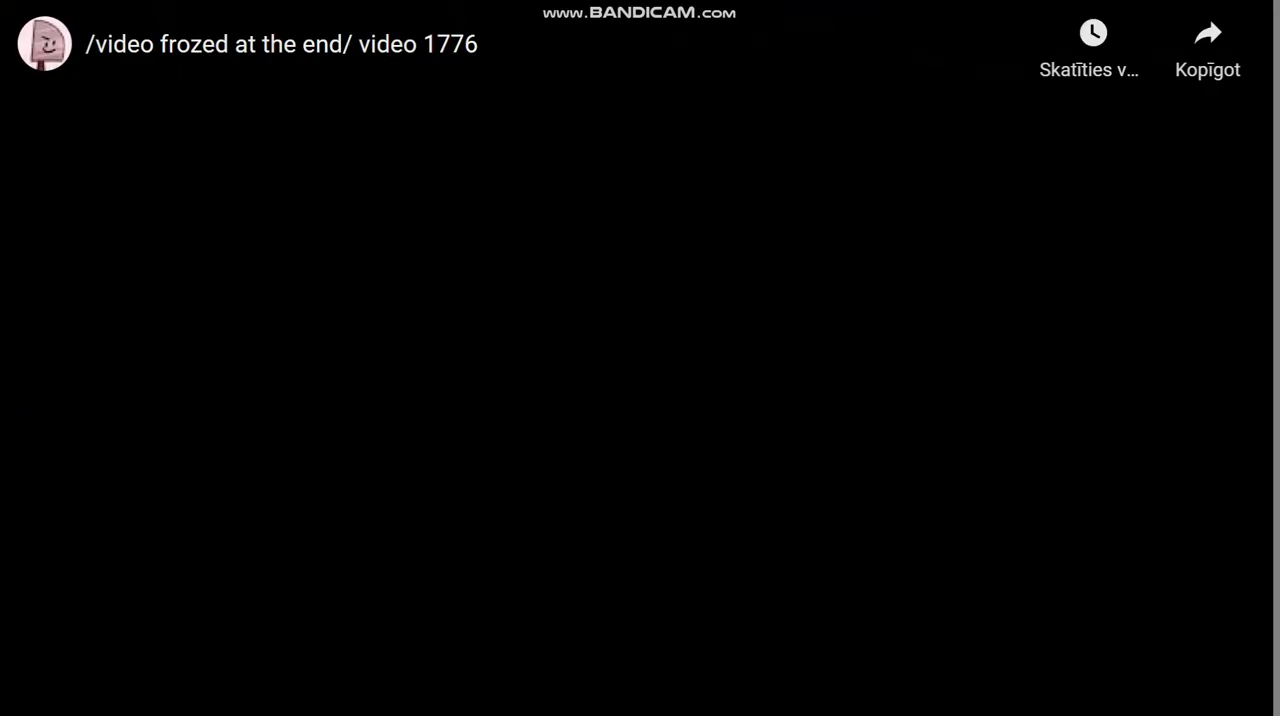 www.BANDICAM.com
/video frozed at the end/ video 1776
Skatīties v...
Kopīgot